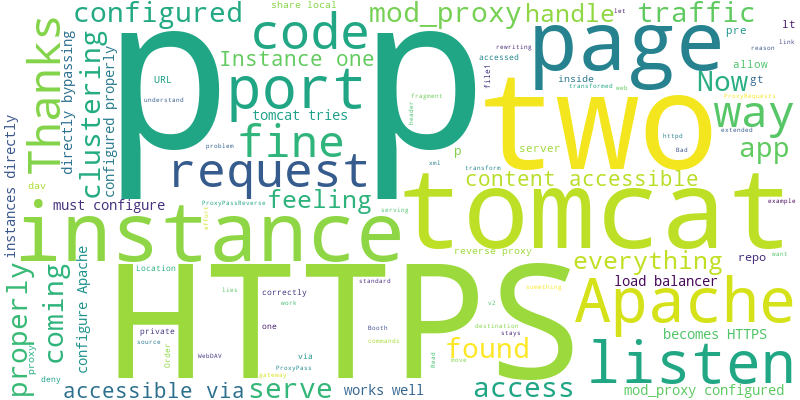 configured
share local
mod_proxy
handle
let
traffic
lt
Thanks
clustering
directly bypassing
configured properly
p p
code
Instance one
page
rewriting
pre
reason
link
accessed
allow
Now
gt
file1
inside
transformed
web
ProxyRequests
URL
port
understand
tomcat tries
header
fragment
two
way
httpd
Bad
extended
instances directly
fine
problem
p
server
app
request
xml
transform
dav
content accessible
must configure
feeling
ProxyPassReverse
serving
effort
tomcat
example
instance
reverse proxy
want
everything
repo
properly
coming
configure Apache
Location
HTTPS
standard
something
load balancer
lies
correctly
work
v2
Apache
private
source
one
Booth
destination
stays
becomes HTTPS
proxy
Order
WebDAV
via
commands
Read
found
listen
deny
ProxyPass
gateway
move
accessible via
serve
works well
access
mod_proxy configured